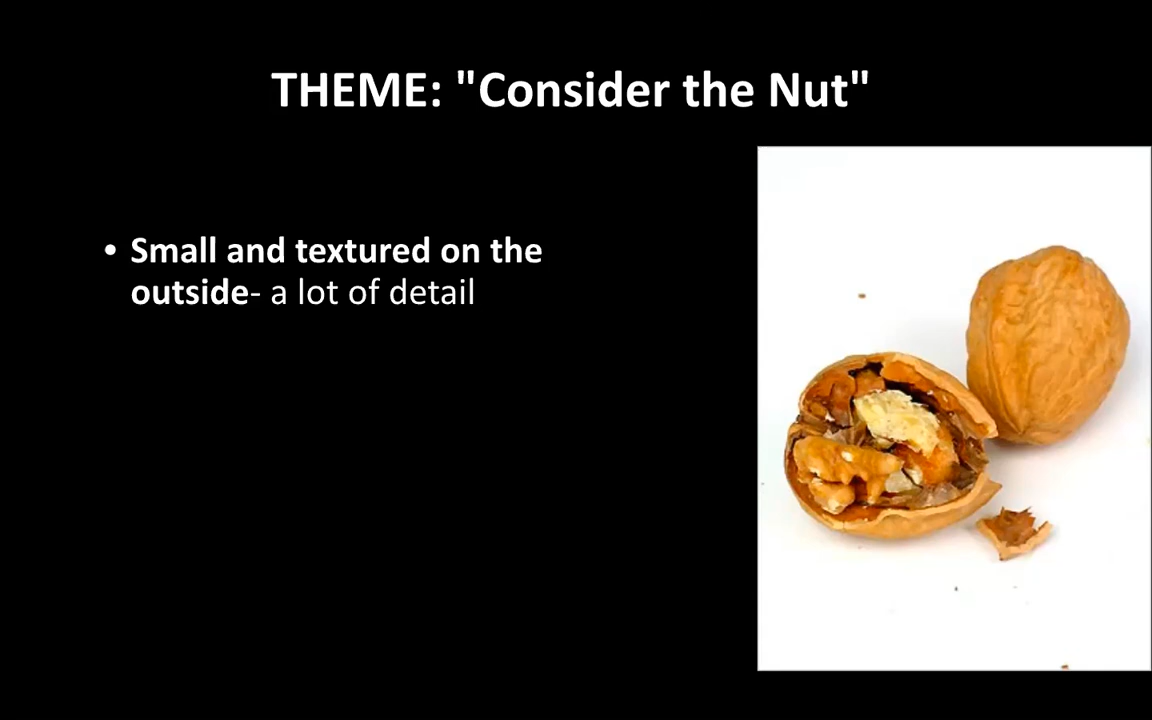 THEME: "Consider the Nut"
• Small and textured on the
outside- a lot of detail